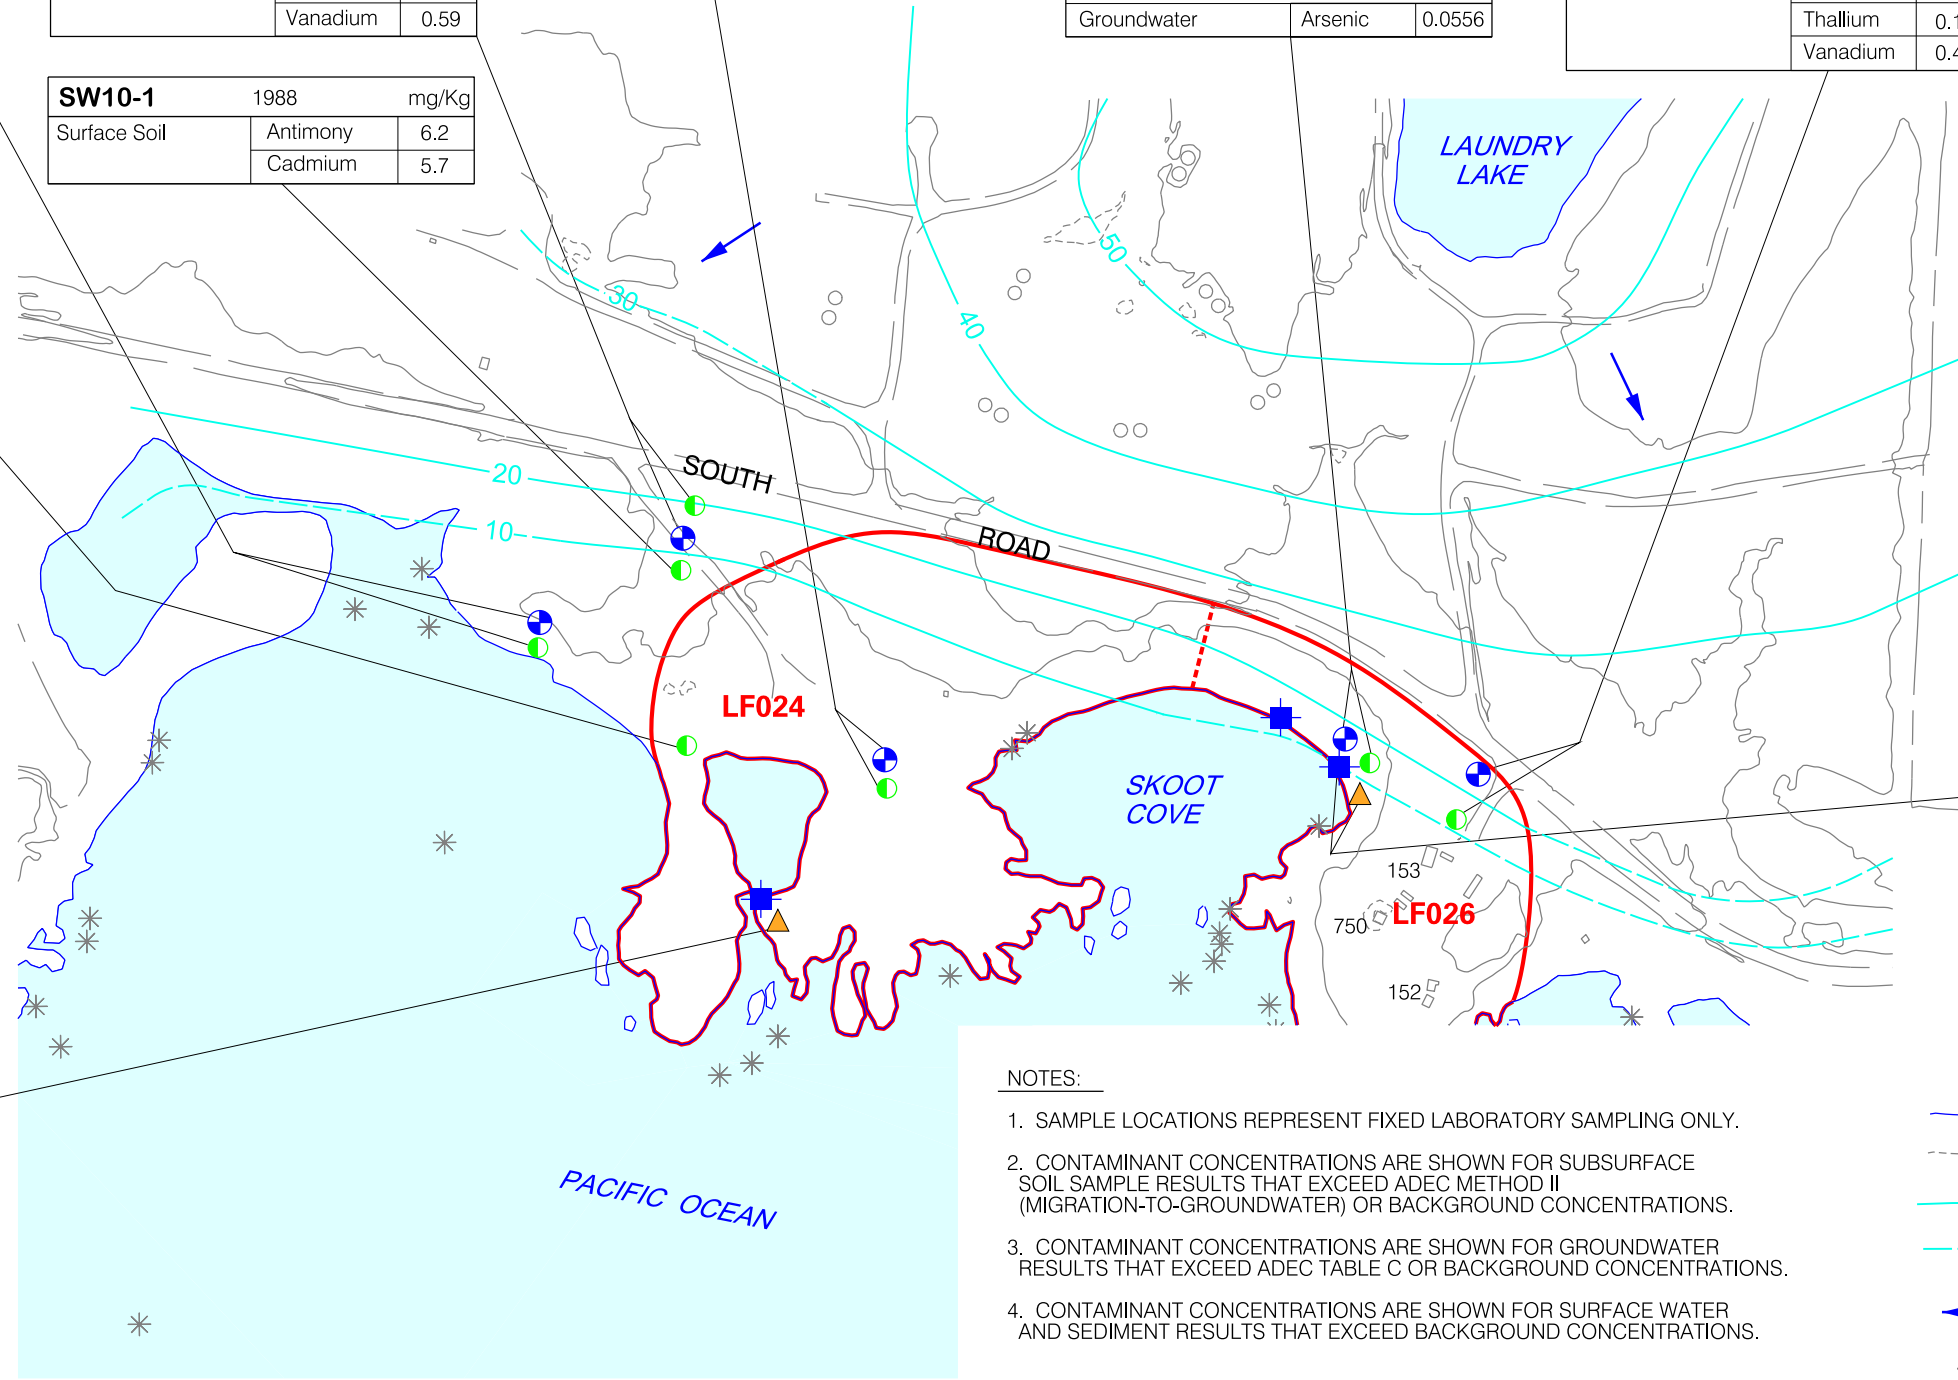 Vanadium 0.59
Groundwater Arsenic 0.0556
Thallium
Vanadium
SW10-1 1988 mg/Kg
Surface Soil Antimony 6.2
Cadmium 5.7
LAUNDRY
LAKE
50
30
40
20
SOUTH
10
ROAD
LF024
SKOOT
COVE
153
750
LF026
152
PACIFIC OCEAN
NOTES:
1. SAMPLE LOCATIONS REPRESENT FIXED LABORATORY SAMPLING ONLY.
2. CONTAMINANT CONCENTRATIONS ARE SHOWN FOR SUBSURFACE
SOIL SAMPLE RESULTS THAT EXCEED ADEC METHOD II
(MIGRATION-TO-GROUNDWATER) OR BACKGROUND CONCENTRATIONS.
3. CONTAMINANT CONCENTRATIONS ARE SHOWN FOR GROUNDWATER
RESULTS THAT EXCEED ADEC TABLE C OR BACKGROUND CONCENTRATIONS.
4. CONTAMINANT CONCENTRATIONS ARE SHOWN FOR SURFACE WATER
AND SEDIMENT RESULTS THAT EXCEED BACKGROUND CONCENTRATIONS.